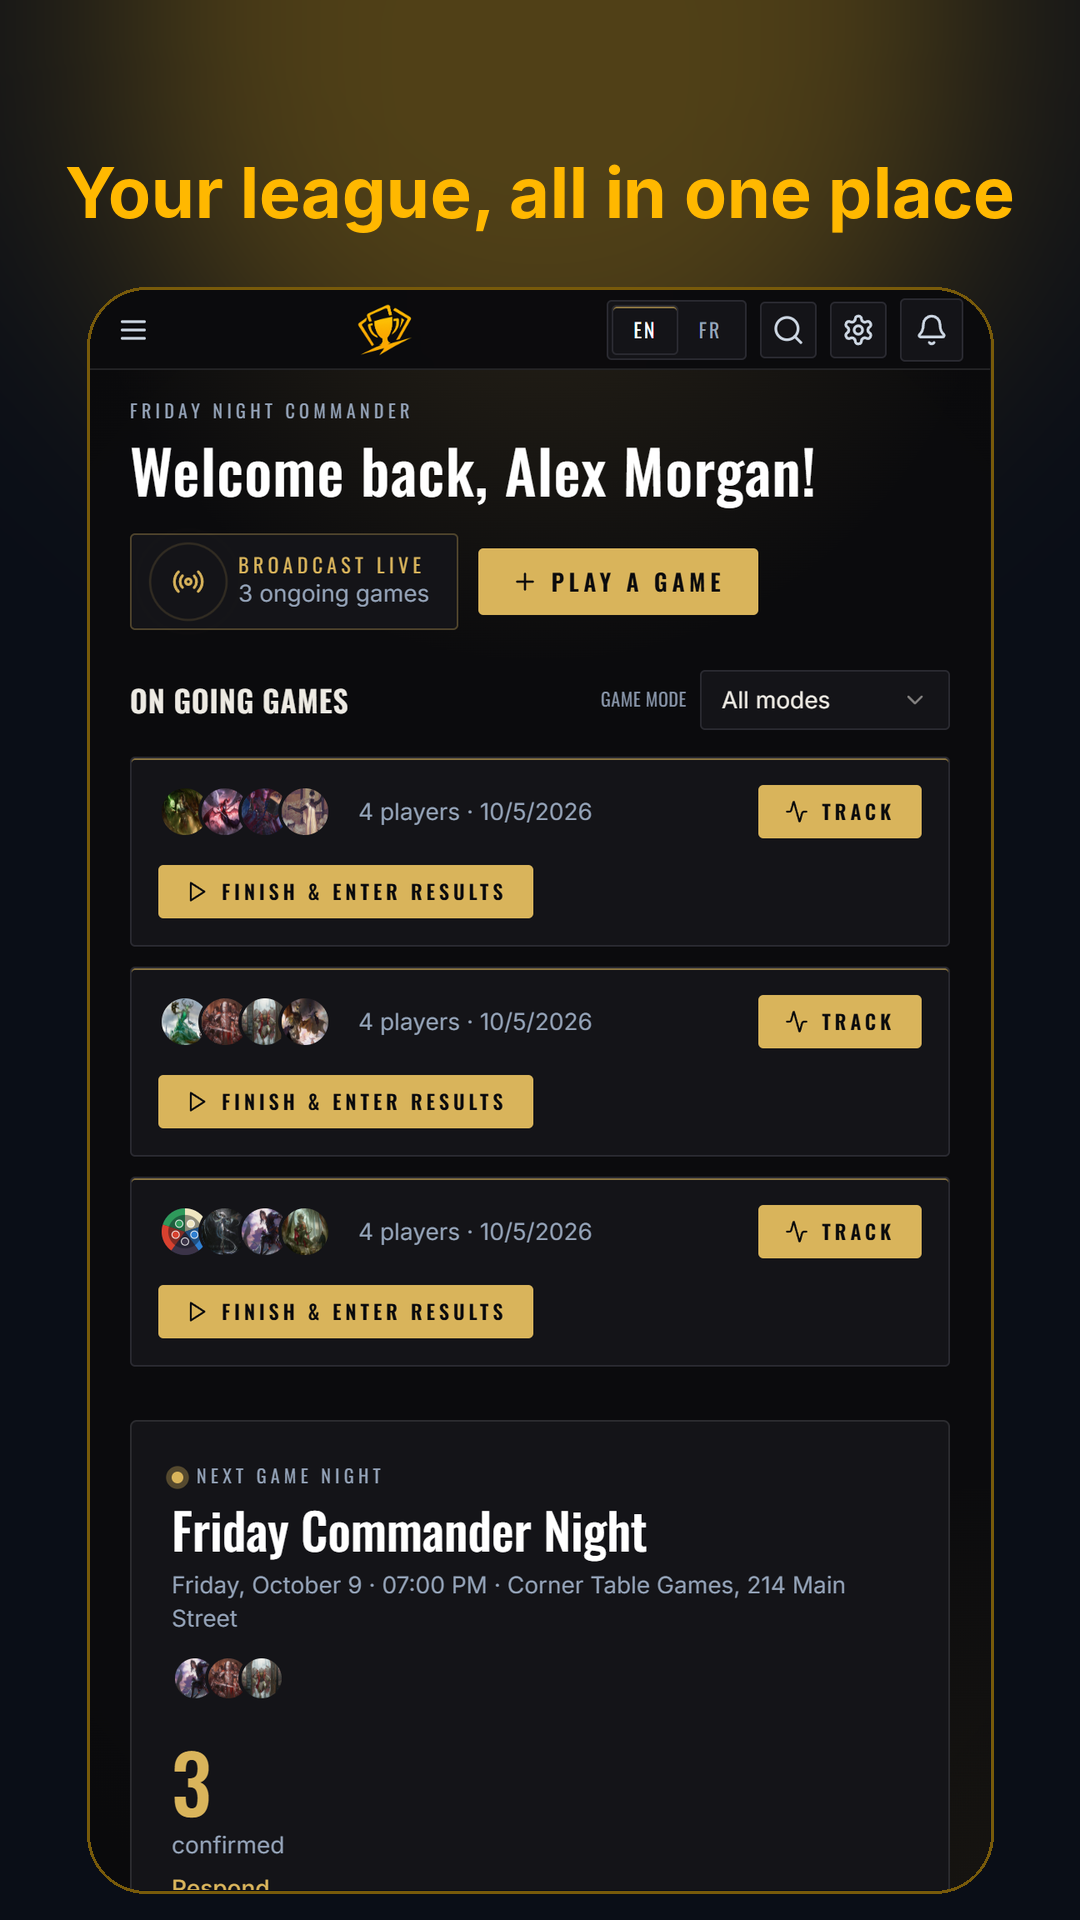 Your league, all in one place
EN FR
FRIDAY NIGHT COMMANDER
Welcome back, Alex Morgan!
BROADCAST LIVE
3 ongoing games
PLAY A GAME
ON GOING GAMES
GAME MODE
All modes
4 players · 10/5/2026
TRACK
FINISH & ENTER RESULTS
4 players · 10/5/2026
TRACK
FINISH & ENTER RESULTS
4 players · 10/5/2026
TRACK
FINISH & ENTER RESULTS
NEXT GAME NIGHT
Friday Commander Night
Friday, October 9 · 07:00 PM · Corner Table Games, 214 Main
Street
3
confirmed
Respond